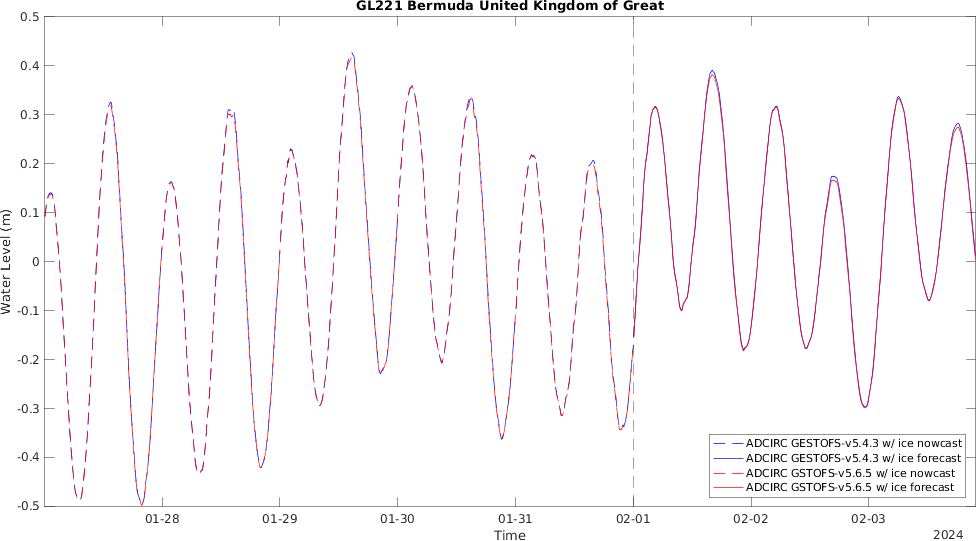 GL221 Bermuda United Kingdom of Great
0.5
0.4
0.3
0.2
0.1
0
-0.1
-0.2
-0.3
-0.4
-0.5
Water Level (m)
ADCIRC GESTOFS-v5.4.3 w/ ice nowcast
ADCIRC GESTOFS-v5.4.3 w/ ice forecast
ADCIRC GSTOFS-v5.6.5 w/ ice nowcast
ADCIRC GSTOFS-v5.6.5 w/ ice forecast
01-28 01-29 01-30 01-31 02-01 02-02 02-03
Time
2024